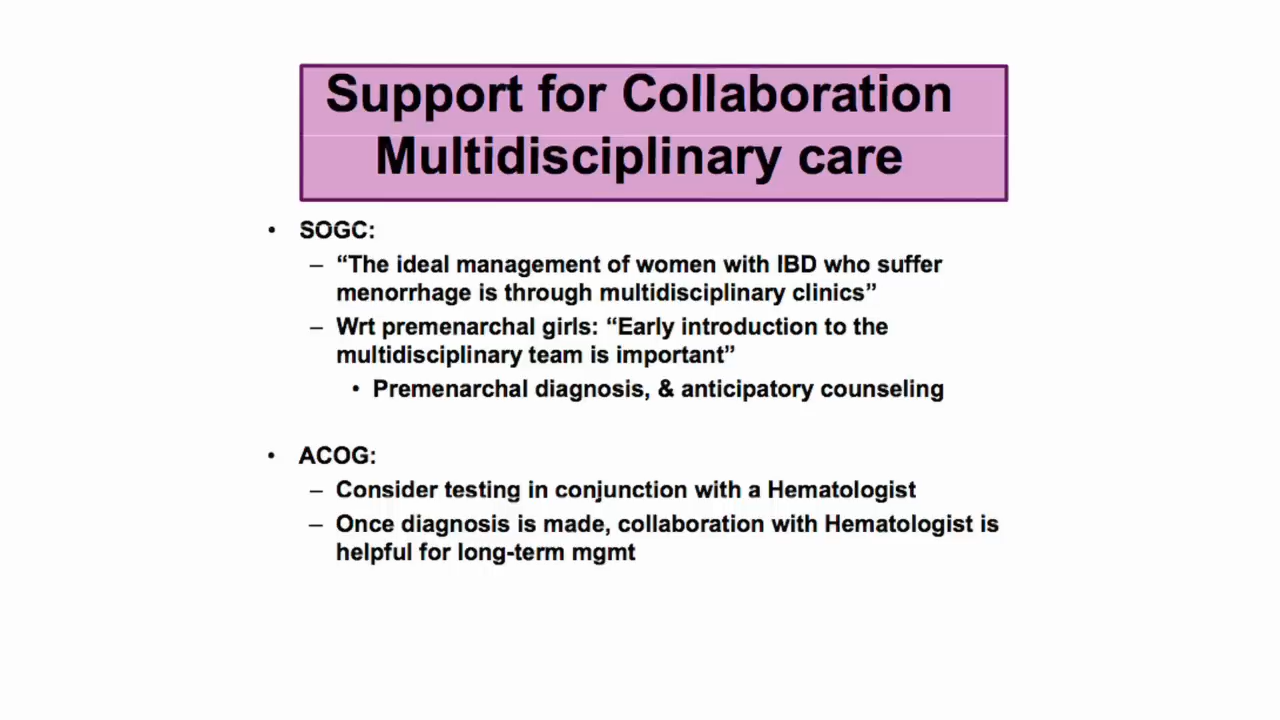 Support for Collaboration
Multidisciplinary care
• SOGC:
– “The ideal management of women with IBD who suffer
menorrhage is through multidisciplinary clinics”
– Wrt premenarchal girls: “Early introduction to the
multidisciplinary team is important”
• Premenarchal diagnosis, & anticipatory counseling
• ACOG:
– Consider testing in conjunction with a Hematologist
– Once diagnosis is made, collaboration with Hematologist is
helpful for long-term mgmt